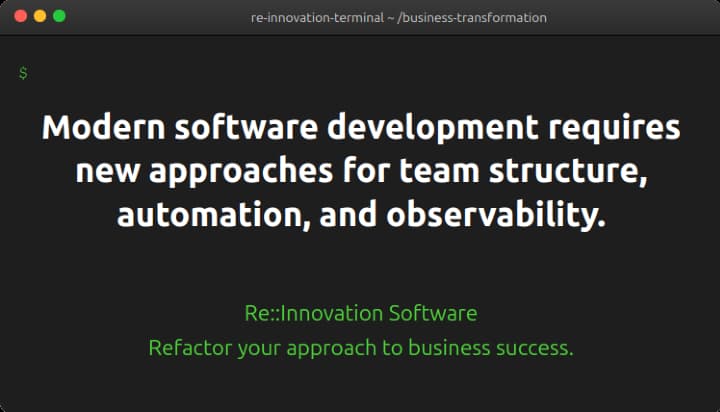 re-innovation-terminal ~ /business-transformation
$
Modern software development requires
new approaches for team structure,
automation, and observability.
Re::Innovation Software
Refactor your approach to business success.